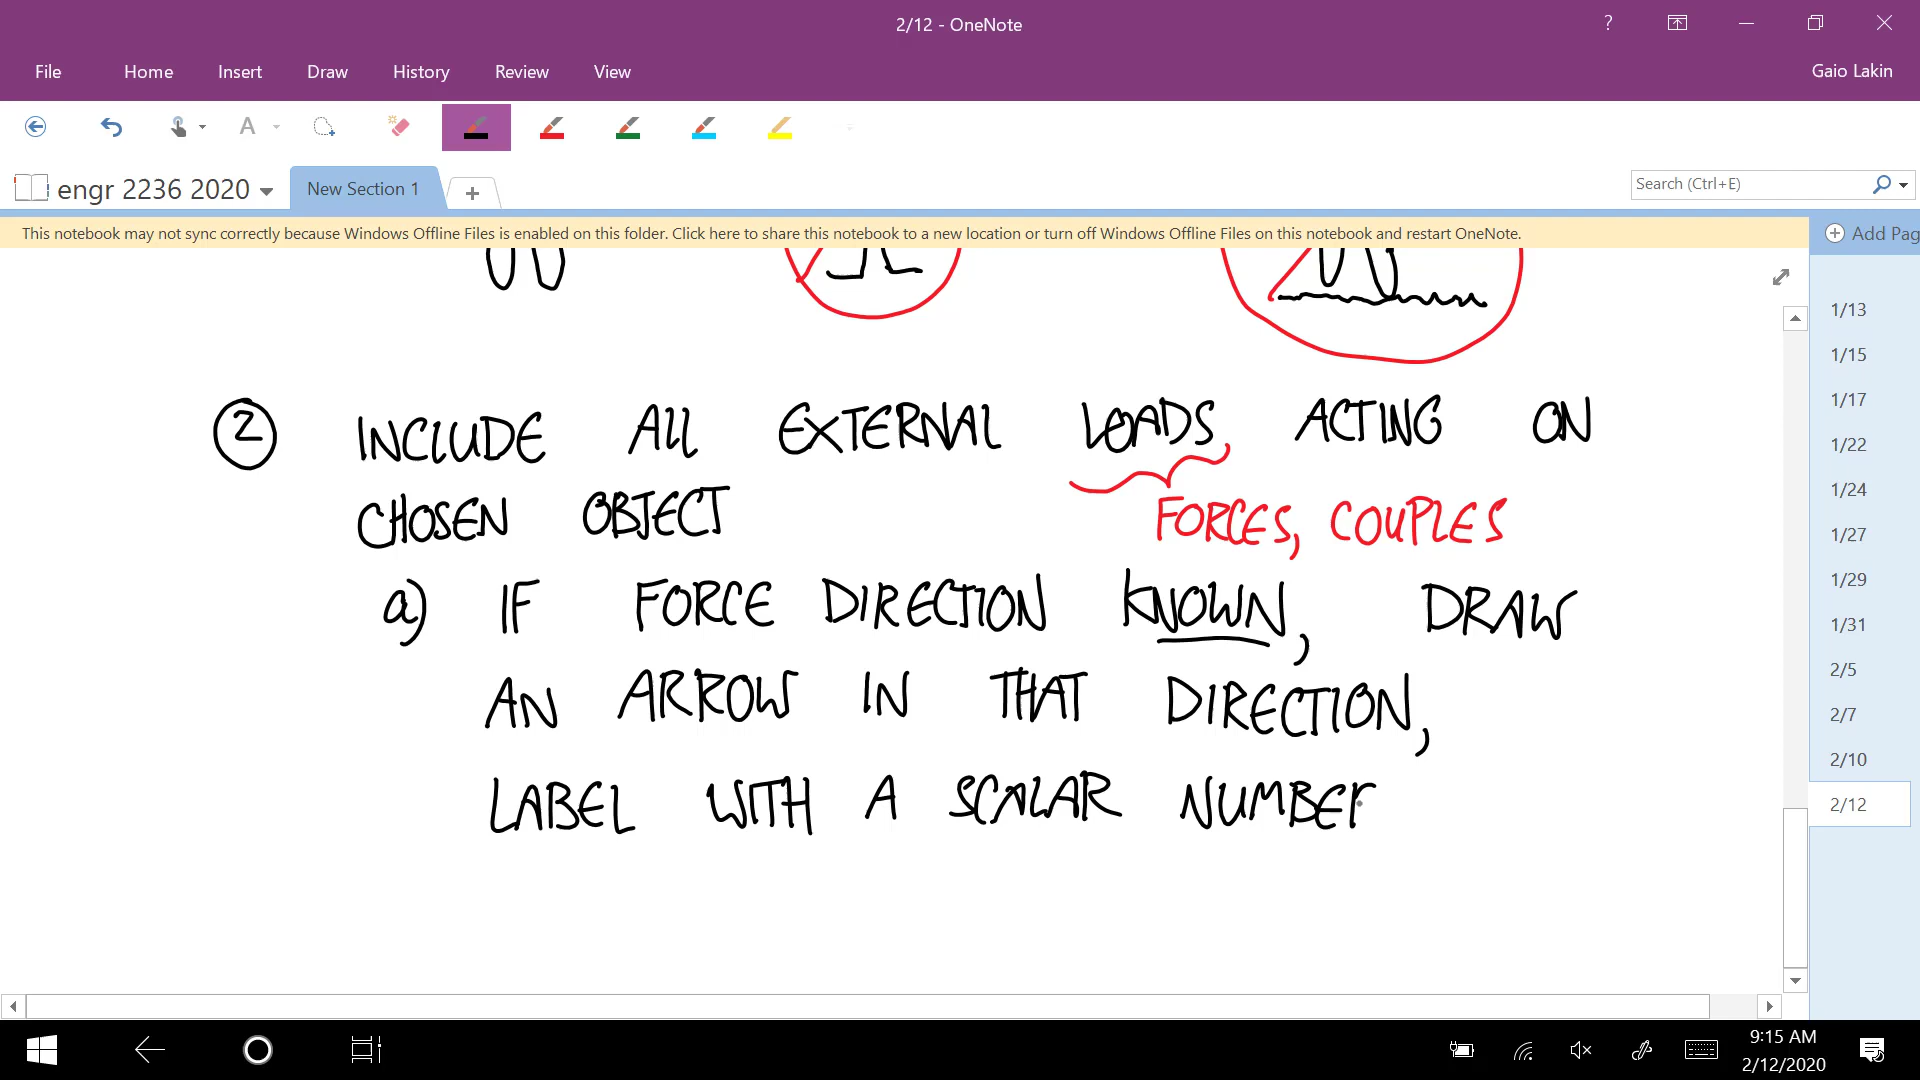 2/12 - OneNote
?
File Home Insert Draw History Review View
Gaio Lakin
A
engr 2236 2020
New Section 1
+
Search (Ctrl+E)
This notebook may not sync correctly because Windows Offline Files is enabled on this folder. Click here to share this notebook to a new location or turn off Windows Offline Files on this notebook and restart OneNote.
Add Pag
② INCLUDE ALL EXTERNAL LOADS, ACTING ON
CHOSEN OBJECT
FORCES, COUPLES
a) IF FORCE DIRECTION KNOWN, DRAW
AN ARROW IN THAT DIRECTION,
LABEL WITH A SCALAR NUMBER
1/13
1/15
1/17
1/22
1/24
1/27
1/29
1/31
2/5
2/7
2/10
2/12
9:15 AM
2/12/2020